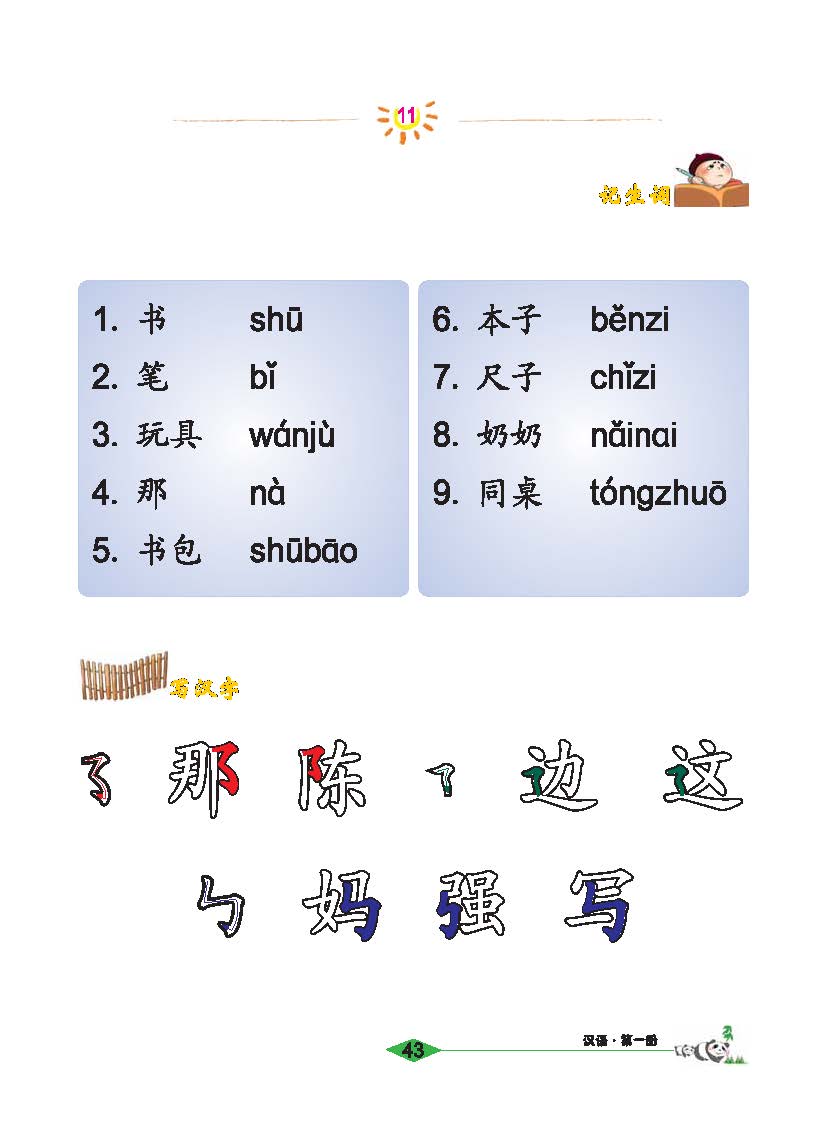 11
记生词
1. 书 shū
2. 笔 bǐ
3. 玩具 wánjù
4. 那 nà
5. 书包 shūbāo
6. 本子 běnzi
7. 尺子 chǐzi
8. 奶奶 nǎinai
9. 同桌 tóngzhuō
写汉字
㇌ 那 陈 ㇋ 边 这
㇉ 妈 强 写
43
汉语·第一册